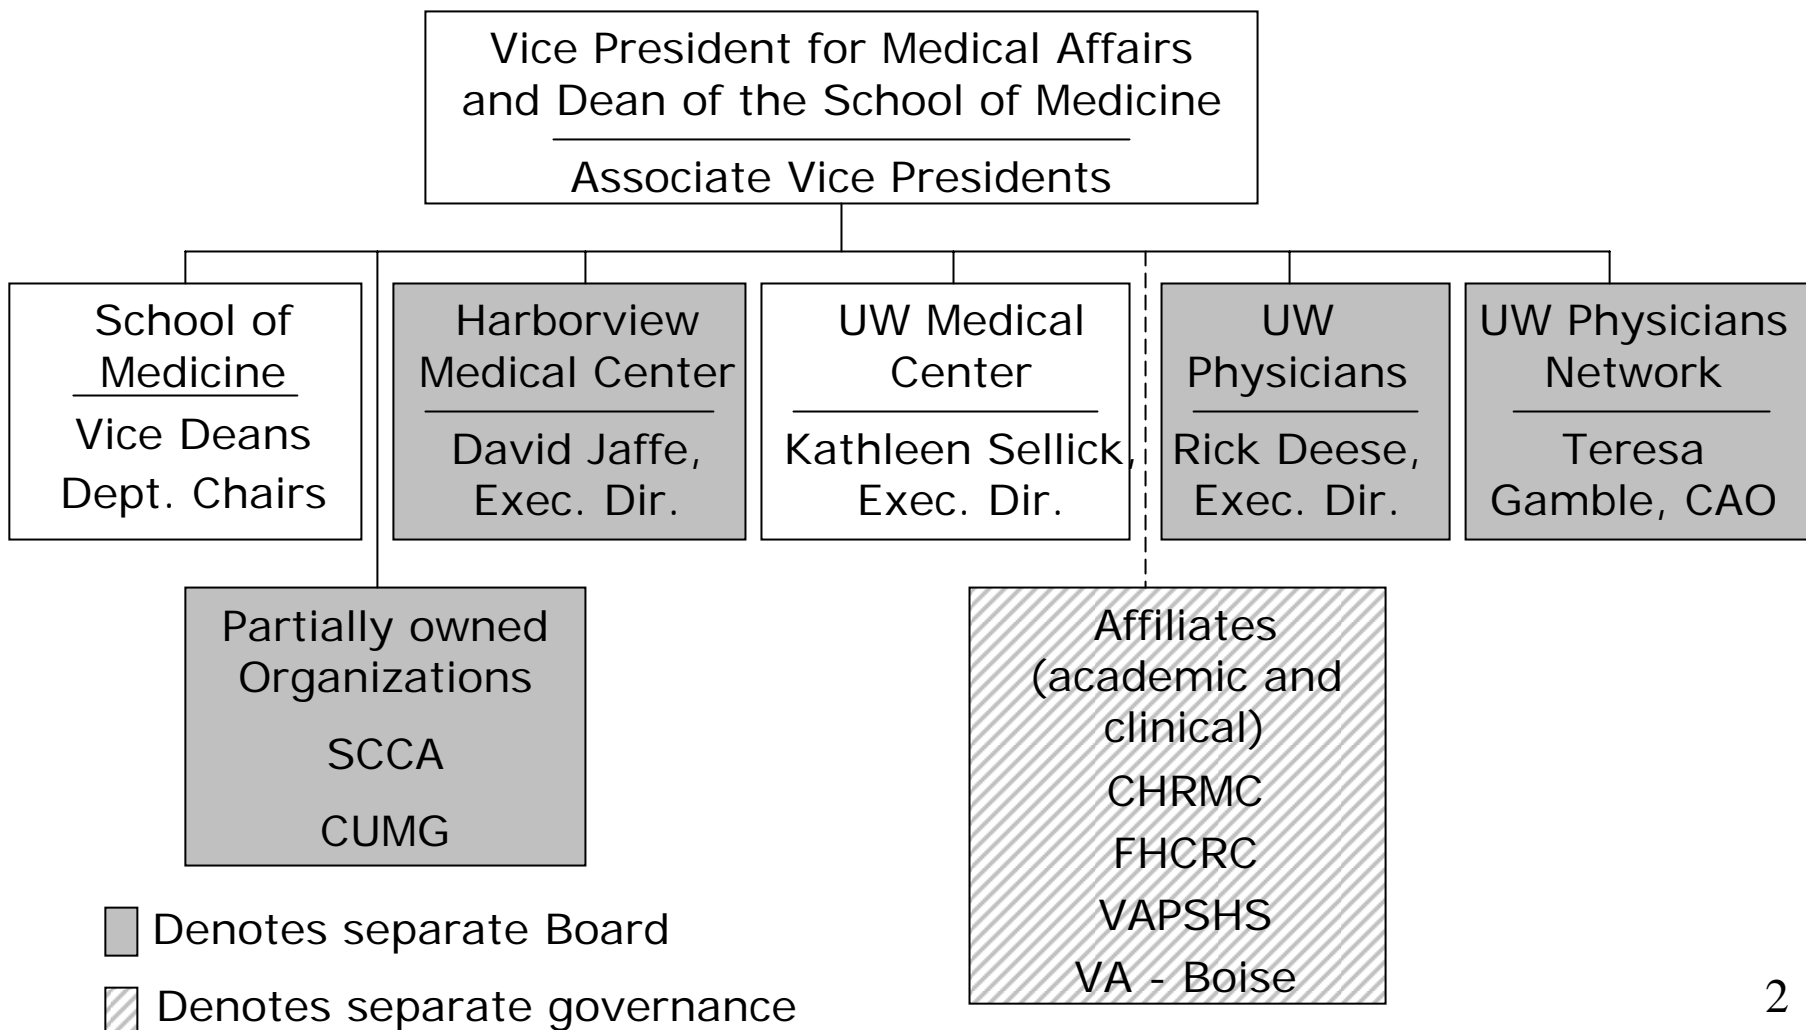 Vice President for Medical Affairs
and Dean of the School of Medicine
Associate Vice Presidents
School of
Medicine
Vice Deans
Dept. Chairs
Harborview
Medical Center
David Jaffe,
Exec. Dir.
UW Medical
Center
Kathleen Sellick,
Exec. Dir.
UW
Physicians
Rick Deese,
Exec. Dir.
UW Physicians
Network
Teresa
Gamble, CAO
Partially owned
Organizations
SCCA
CUMG
Affiliates
(academic and
clinical)
CHRMC
FHCRC
VAPSHS
VA - Boise
Denotes separate Board
Denotes separate governance
2